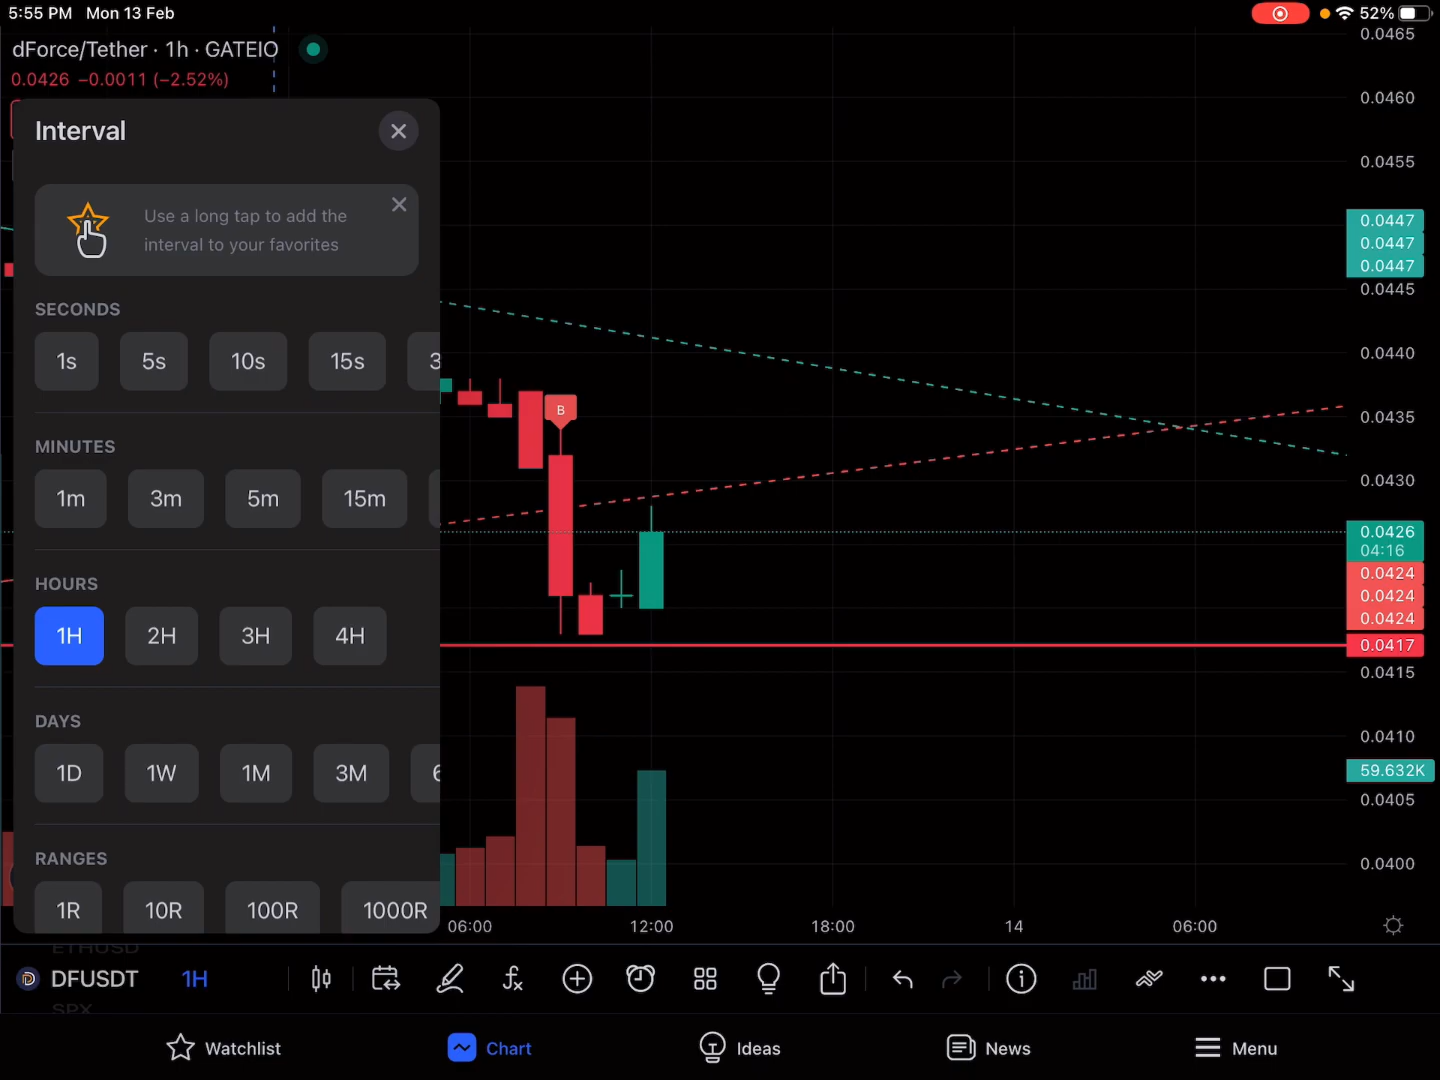 5:55 PM Mon 13 Feb
52%
dForce/Tether · 1h · GATEIO
0.0426 −0.0011 (−2.52%)
Interval
Use a long tap to add the
interval to your favorites
SECONDS
1s 5s 10s 15s 3
MINUTES
1m 3m 5m 15m
HOURS
1H 2H 3H 4H
DAYS
1D 1W 1M 3M 6
RANGES
1R 10R 100R 1000R
B
0.0465
0.0460
0.0455
0.0447
0.0447
0.0447
0.0445
0.0440
0.0435
0.0430
0.0426
04:16
0.0424
0.0424
0.0424
0.0417
0.0415
0.0410
59.632K
0.0405
0.0400
06:00 12:00 18:00 14 06:00
ETHUSD
DFUSDT 1H
SPX
Watchlist Chart Ideas News Menu